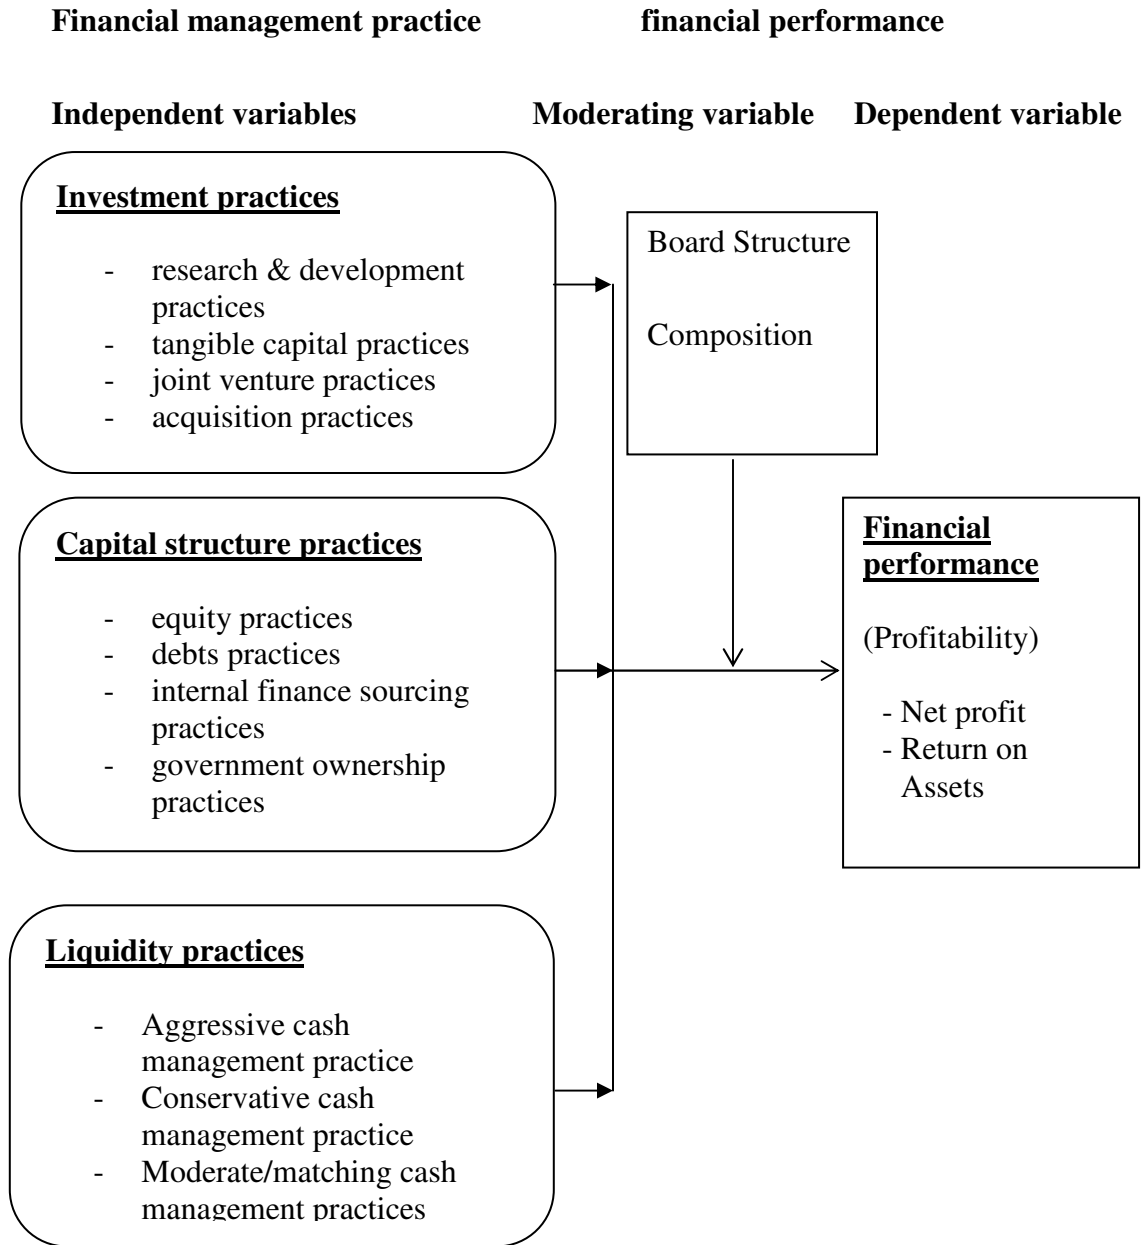 Financial management practice financial performance
Independent variables Moderating variable Dependent variable
Investment practices
- research & development
practices
- tangible capital practices
- joint venture practices
- acquisition practices
Board Structure
Composition
Capital structure practices
- equity practices
- debts practices
- internal finance sourcing
practices
- government ownership
practices
Financial
performance
(Profitability)
- Net profit
- Return on
Assets
Liquidity practices
- Aggressive cash
management practice
- Conservative cash
management practice
- Moderate/matching cash
management practices